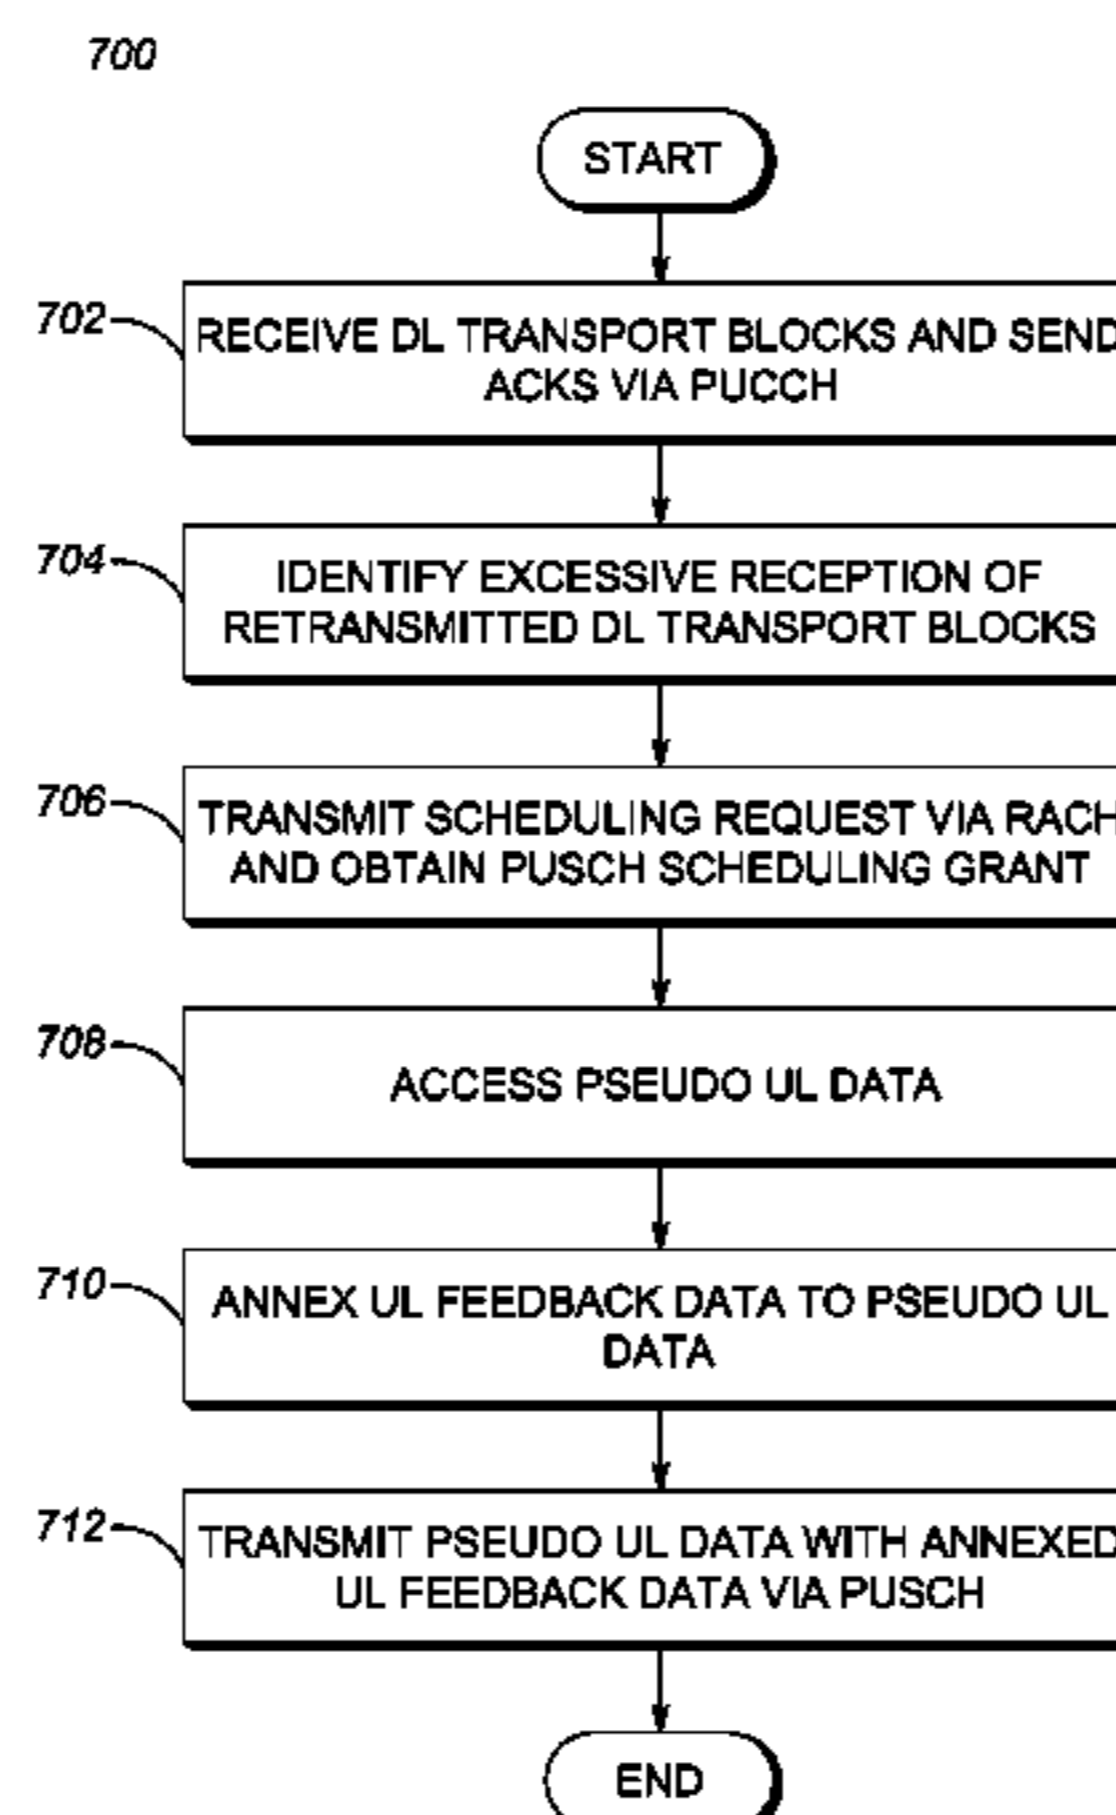 700
START
702
RECEIVE DL TRANSPORT BLOCKS AND SEND
ACKS VIA PUCCH
704
IDENTIFY EXCESSIVE RECEPTION OF
RETRANSMITTED DL TRANSPORT BLOCKS
706
TRANSMIT SCHEDULING REQUEST VIA RACH
AND OBTAIN PUSCH SCHEDULING GRANT
708
ACCESS PSEUDO UL DATA
710
ANNEX UL FEEDBACK DATA TO PSEUDO UL
DATA
712
TRANSMIT PSEUDO UL DATA WITH ANNEXED
UL FEEDBACK DATA VIA PUSCH
END